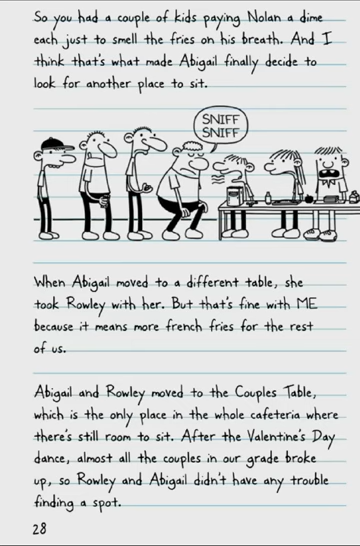 So you had a couple of kids paying Nolan a dime
each just to smell the fries on his breath. And I
think that's what made Abigail finally decide to
look for another place to sit.
SNIFF
SNIFF
When Abigail moved to a different table, she
took Rowley with her. But that's fine with ME
because it means more french fries for the rest
of us.
Abigail and Rowley moved to the Couples Table,
which is the only place in the whole cafeteria where
there's still room to sit. After the Valentine's Day
dance, almost all the couples in our grade broke
up, so Rowley and Abigail didn't have any trouble
finding a spot.
28